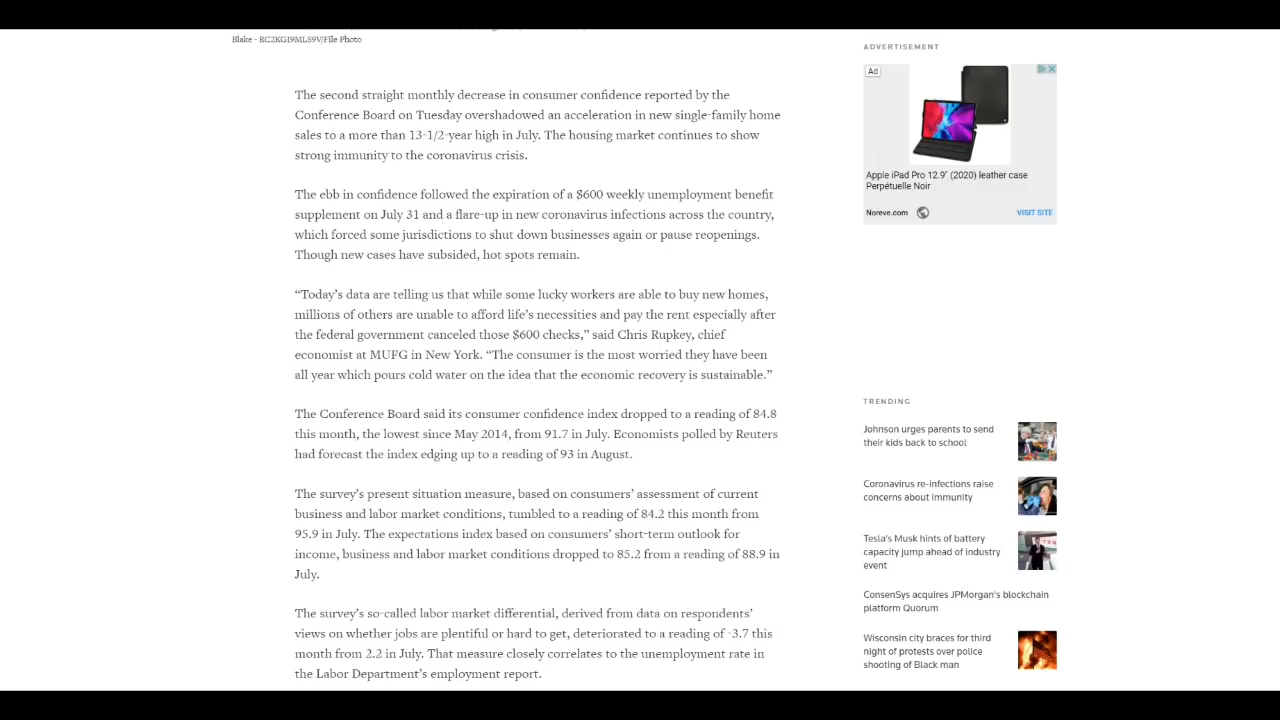 Blake - RC2KGI9MLS9V/File Photo
The second straight monthly decrease in consumer confidence reported by the
Conference Board on Tuesday overshadowed an acceleration in new single-family home
sales to a more than 13-1/2-year high in July. The housing market continues to show
strong immunity to the coronavirus crisis.
The ebb in confidence followed the expiration of a $600 weekly unemployment benefit
supplement on July 31 and a flare-up in new coronavirus infections across the country,
which forced some jurisdictions to shut down businesses again or pause reopenings.
Though new cases have subsided, hot spots remain.
“Today’s data are telling us that while some lucky workers are able to buy new homes,
millions of others are unable to afford life’s necessities and pay the rent especially after
the federal government canceled those $600 checks,” said Chris Rupkey, chief
economist at MUFG in New York. “The consumer is the most worried they have been
all year which pours cold water on the idea that the economic recovery is sustainable.”
The Conference Board said its consumer confidence index dropped to a reading of 84.8
this month, the lowest since May 2014, from 91.7 in July. Economists polled by Reuters
had forecast the index edging up to a reading of 93 in August.
The survey’s present situation measure, based on consumers’ assessment of current
business and labor market conditions, tumbled to a reading of 84.2 this month from
95.9 in July. The expectations index based on consumers’ short-term outlook for
income, business and labor market conditions dropped to 85.2 from a reading of 88.9 in
July.
The survey’s so-called labor market differential, derived from data on respondents’
views on whether jobs are plentiful or hard to get, deteriorated to a reading of -3.7 this
month from 2.2 in July. That measure closely correlates to the unemployment rate in
the Labor Department’s employment report.
ADVERTISEMENT
Ad
Apple iPad Pro 12.9" (2020) leather case
Perpétuelle Noir
Noreve.com
VISIT SITE
TRENDING
Johnson urges parents to send
their kids back to school
Coronavirus re-infections raise
concerns about immunity
Tesla's Musk hints of battery
capacity jump ahead of industry
event
ConsenSys acquires JPMorgan's blockchain
platform Quorum
Wisconsin city braces for third
night of protests over police
shooting of Black man